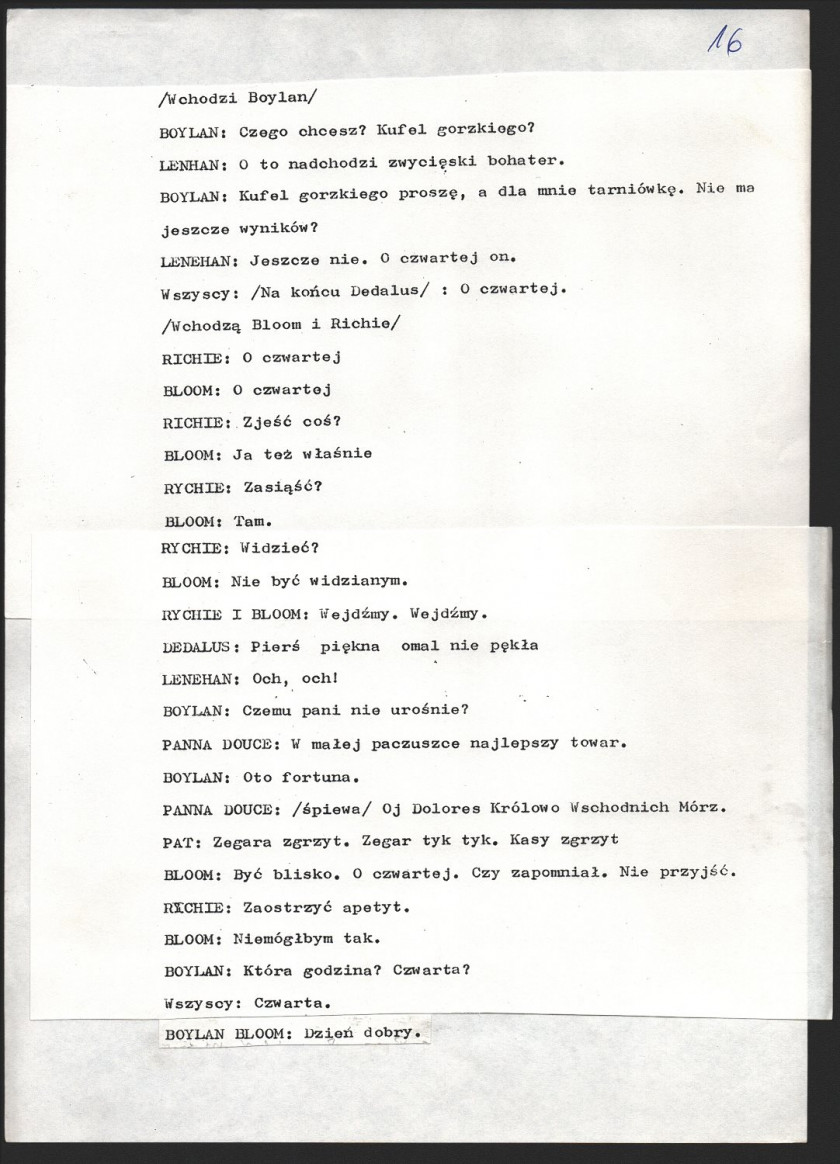 16
/Wchodzi Boylan/
BOYLAN: Czego chcesz? Kufel gorzkiego?
LENHAN: O to nadchodzi zwycięski bohater.
BOYLAN: Kufel gorzkiego proszę, a dla mnie tarniówkę. Nie ma
jeszcze wyników?
LENEHAN: Jeszcze nie. O czwartej on.
Wszyscy: /Na końcu Dedalus/ : O czwartej.
/Wchodzą Bloom i Richie/
RICHIE: O czwartej
BLOOM: O czwartej
RICHIE: Zjeść coś?
BLOOM: Ja też właśnie
RYCHIE: Zasiąść?
BLOOM: Tam.
RYCHIE: Widzieć?
BLOOM: Nie być widzianym.
RYCHIE I BLOOM: Wejdźmy. Wejdźmy.
DEDALUS: Pierś piękna omal nie pękła
LENEHAN: Och, och!
BOYLAN: Czemu pani nie urośnie?
PANNA DOUCE: W małej paczuszce najlepszy towar.
BOYLAN: Oto fortuna.
PANNA DOUCE: /śpiewa/ Oj Dolores Królowo Wschodnich Mórz.
PAT: Zegara zgrzyt. Zegar tyk tyk. Kasy zgrzyt
BLOOM: Być blisko. O czwartej. Czy zapomniał. Nie przyjść.
RICHIE: Zaostrzyć apetyt.
BLOOM: Niemógłbym tak.
BOYLAN: Która godzina? Czwarta?
Wszyscy: Czwarta.
BOYLAN BLOOM: Dzień dobry.